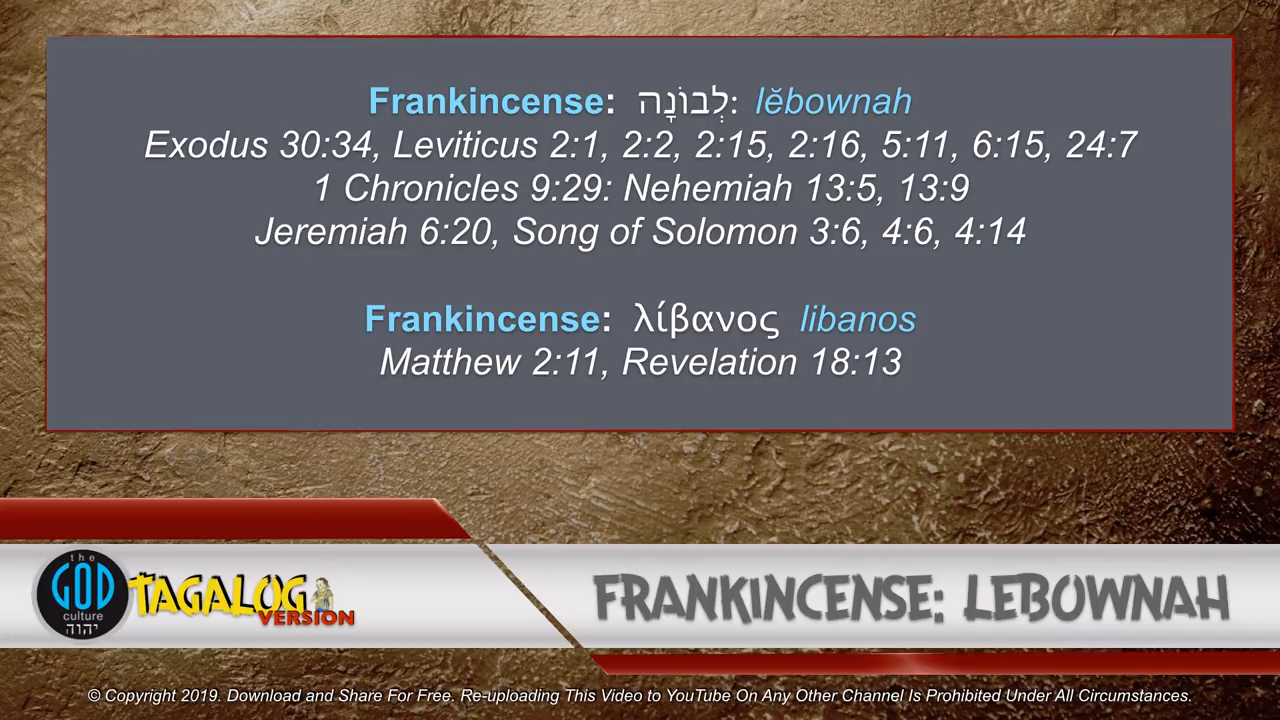 Frankincense: לְבוֹנָה: lĕbownah
Exodus 30:34, Leviticus 2:1, 2:2, 2:15, 2:16, 5:11, 6:15, 24:7
1 Chronicles 9:29: Nehemiah 13:5, 13:9
Jeremiah 6:20, Song of Solomon 3:6, 4:6, 4:14
Frankincense: λίβανος libanos
Matthew 2:11, Revelation 18:13
the
GOD
culture
יהוה
TAGALOG
VERSION
FRANKINCENSE: LEBOWNAH
© Copyright 2019. Download and Share For Free. Re-uploading This Video to YouTube On Any Other Channel Is Prohibited Under All Circumstances.